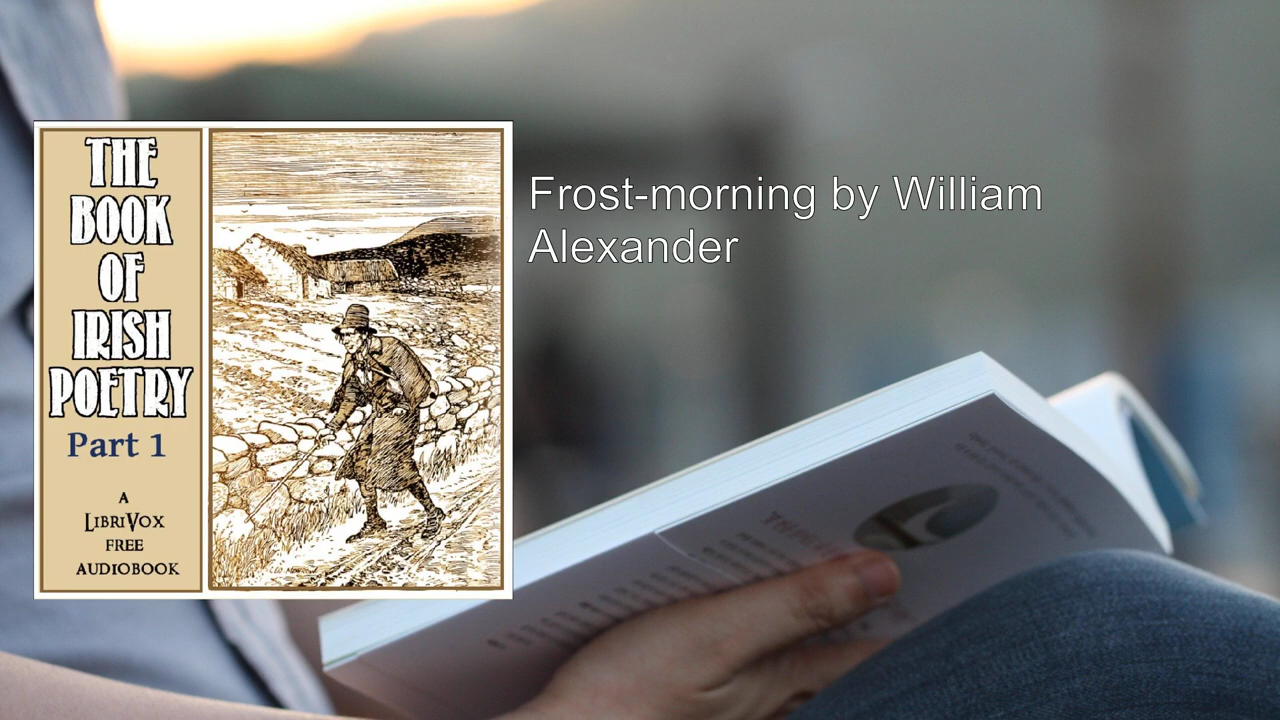 THE
BOOK
OF
IRISH
POETRY
Part 1
A
LIBRIVOX
FREE
AUDIOBOOK
Frost-morning by William
Alexander